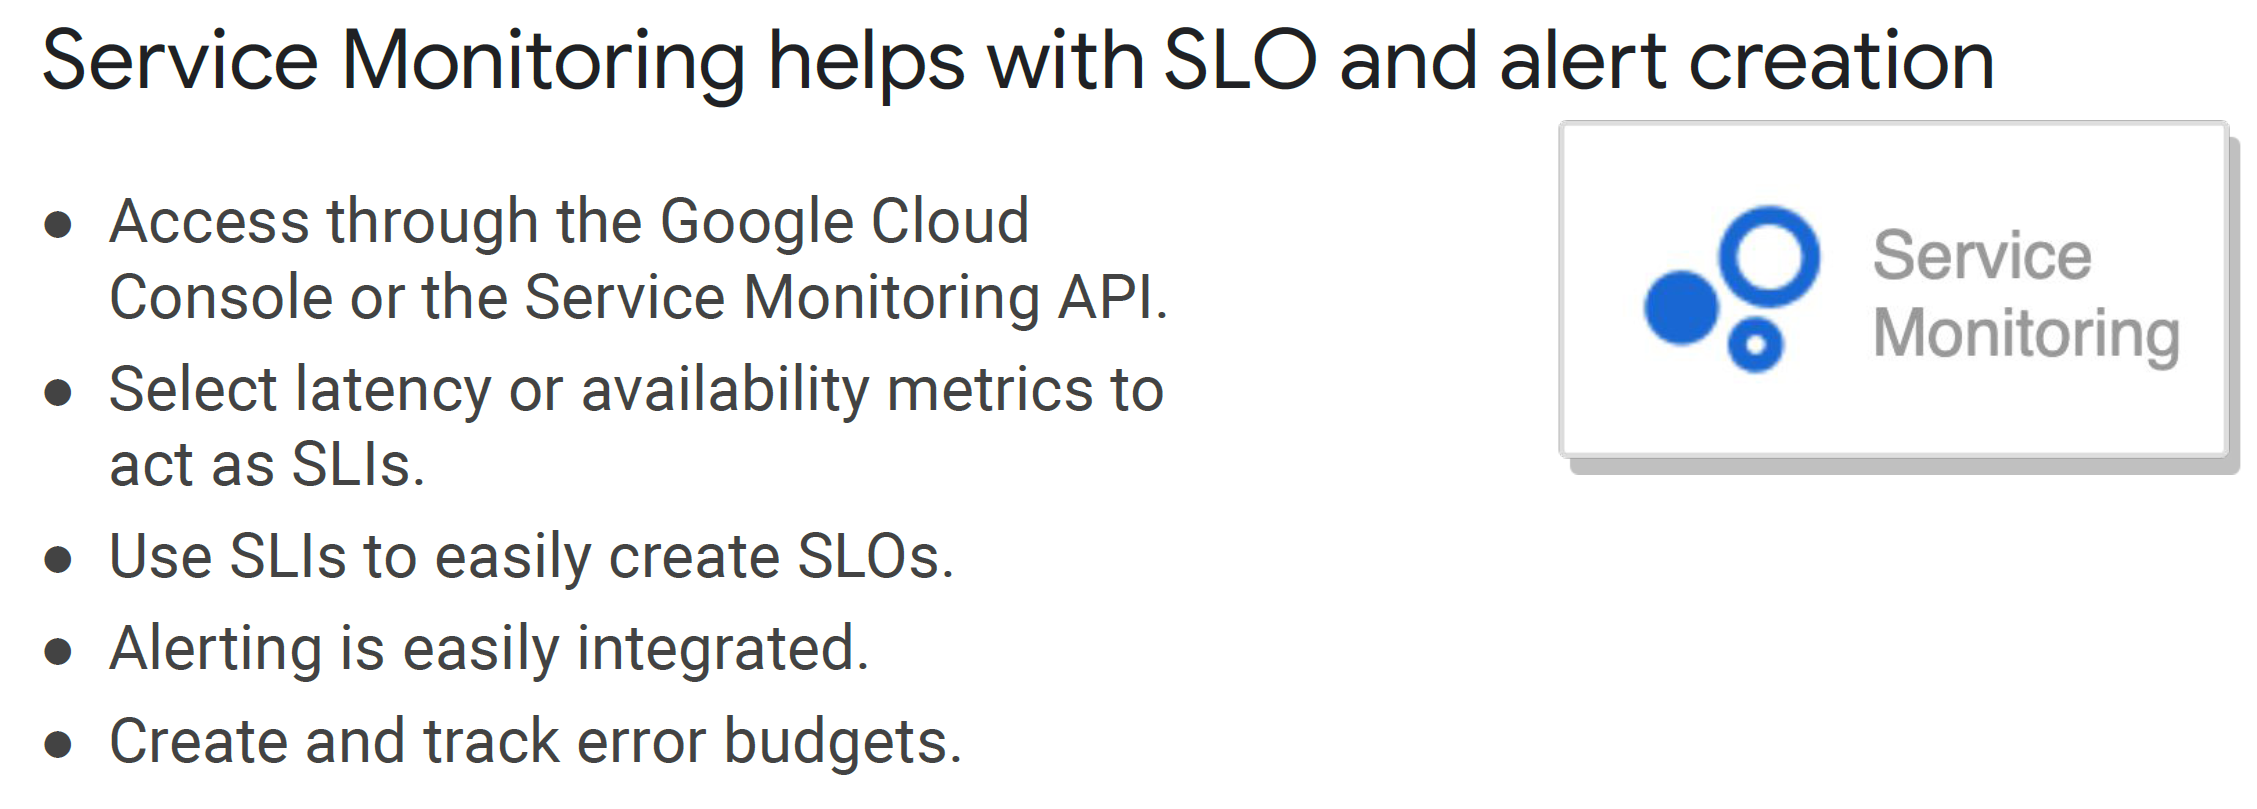 Service Monitoring helps with SLO and alert creation
● Access through the Google Cloud
Console or the Service Monitoring API.
● Select latency or availability metrics to
act as SLIs.
● Use SLIs to easily create SLOs.
● Alerting is easily integrated.
● Create and track error budgets.
Service
Monitoring